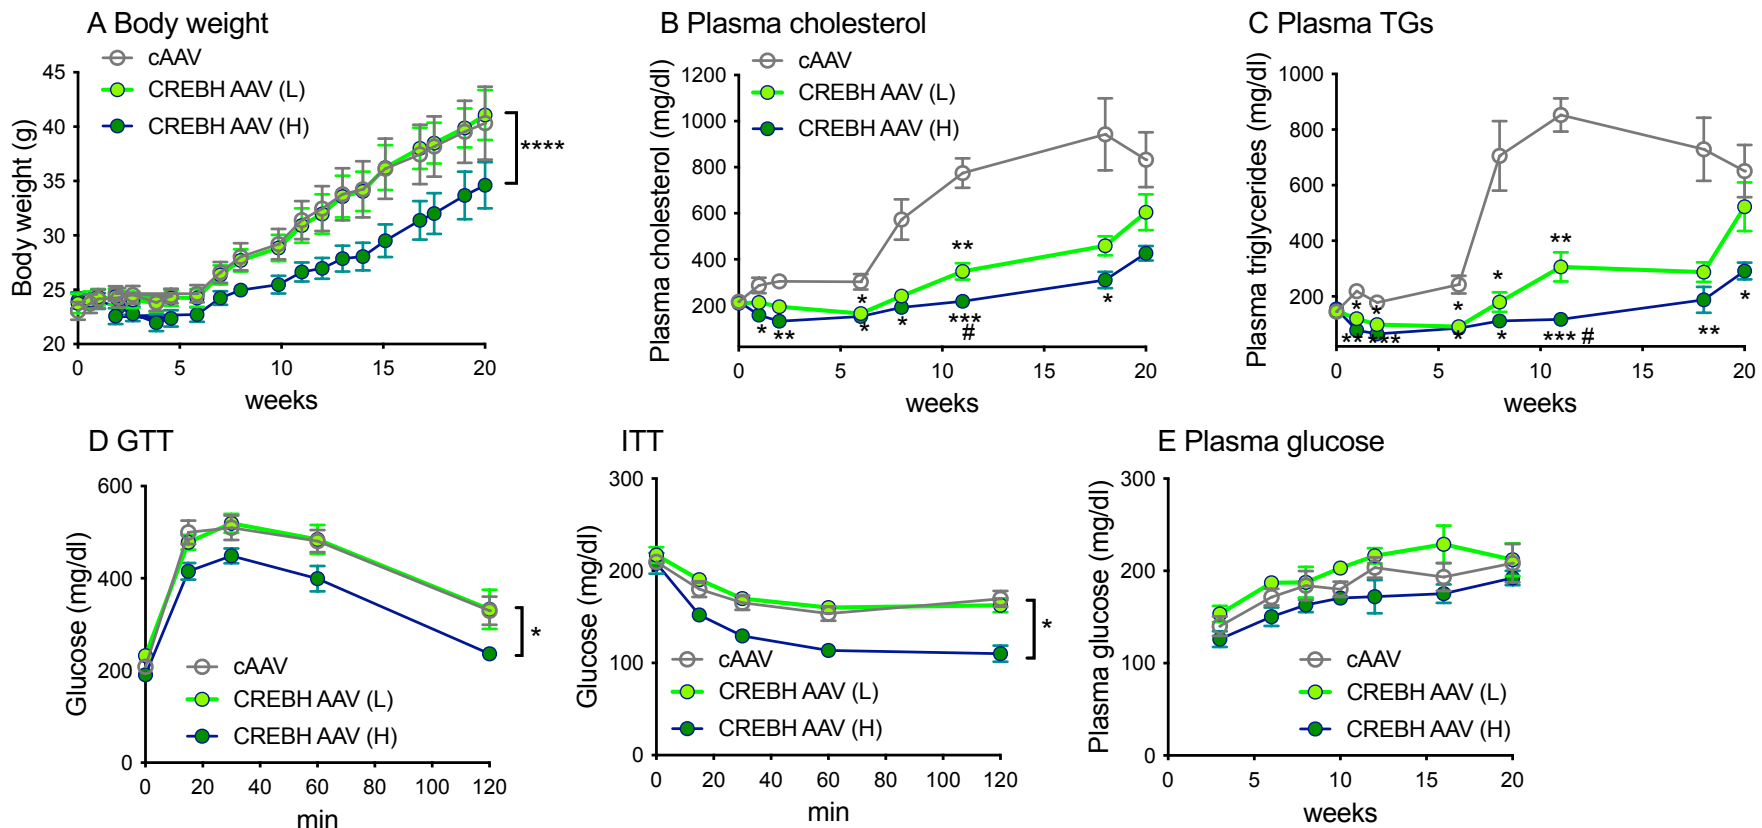 A Body weight
cAAV
CREBH AAV (L)
CREBH AAV (H)
Body weight (g)
45
40
35
30
25
20
0
5
10
15
20
weeks
****
B Plasma cholesterol
cAAV
CREBH AAV (L)
CREBH AAV (H)
Plasma cholesterol (mg/dl)
1200
1000
800
600
400
200
0
5
10
15
20
weeks
**
*
*
**
*
*
***
#
*
C Plasma TGs
Plasma triglycerides (mg/dl)
1000
800
600
400
200
0
5
10
15
20
weeks
**
*
*
*
*
*
**
***
*
*
*** #
**
D GTT
Glucose (mg/dl)
600
400
200
0
0
20
40
60
80
100
120
min
cAAV
CREBH AAV (L)
CREBH AAV (H)
*
ITT
Glucose (mg/dl)
300
200
100
0
0
20
40
60
80
100
120
min
cAAV
CREBH AAV (L)
CREBH AAV (H)
*
E Plasma glucose
Plasma glucose (mg/dl)
300
200
100
0
0
5
10
15
20
weeks
cAAV
CREBH AAV (L)
CREBH AAV (H)